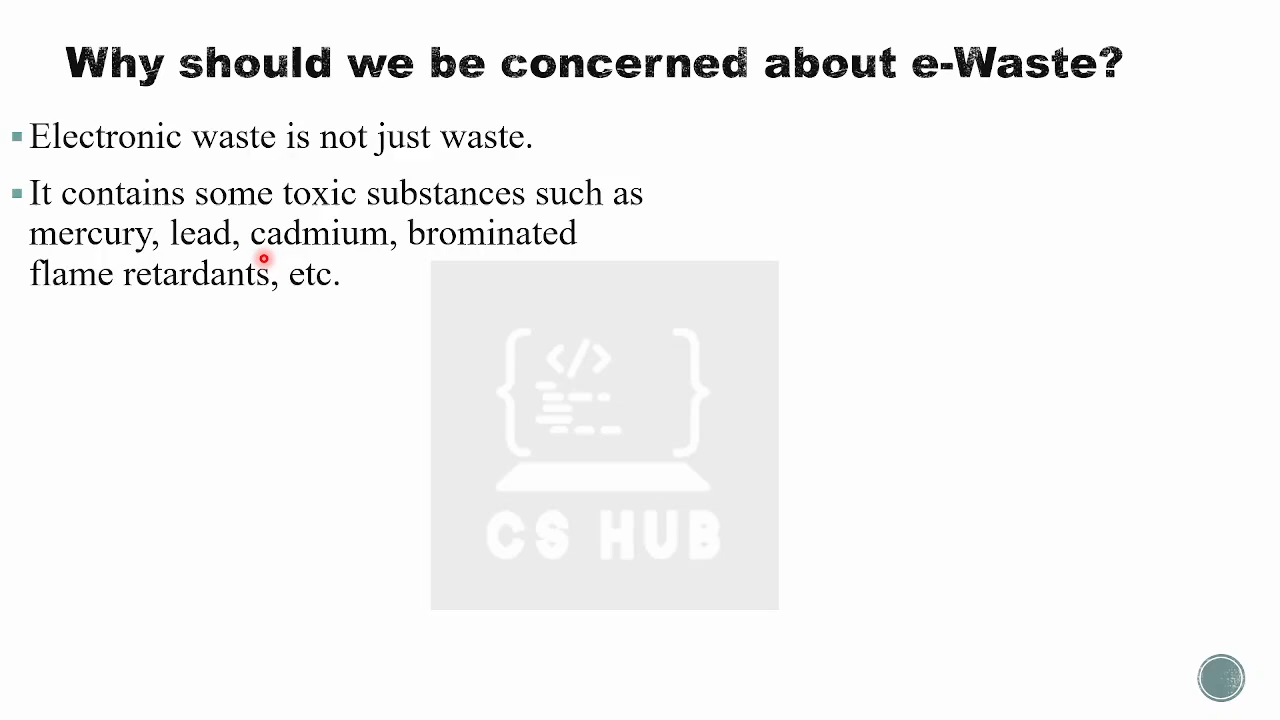 Why should we be concerned about e-Waste?
Electronic waste is not just waste.
It contains some toxic substances such as
mercury, lead, cadmium, brominated
flame retardants, etc.
</>
CS HUB